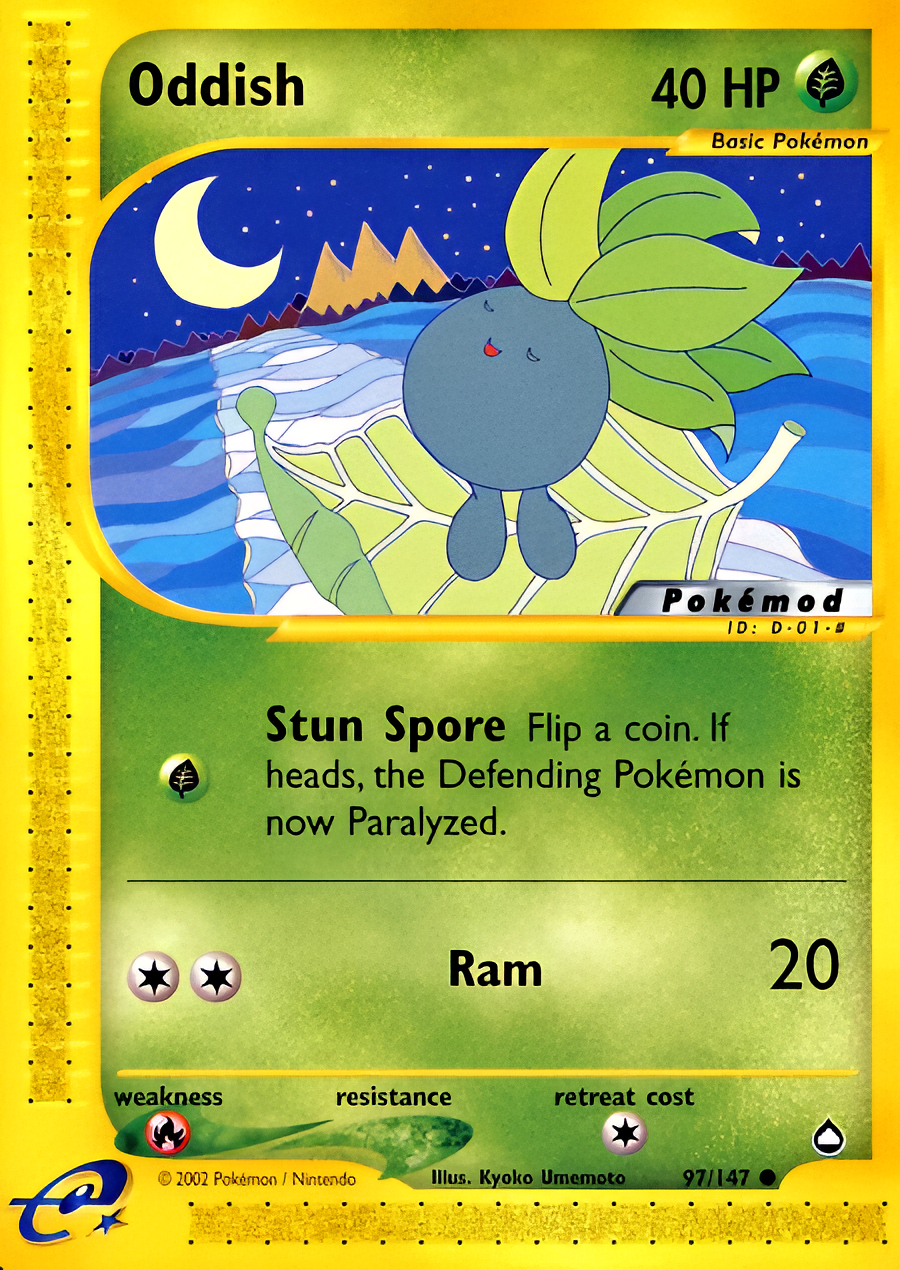 Oddish 40 HP
Basic Pokémon
Pokémod
ID: D-01-#
Stun Spore Flip a coin. If
heads, the Defending Pokémon is
now Paralyzed.
Ram 20
weakness resistance retreat cost
© 2002 Pokémon / Nintendo Illus. Kyoko Umemoto 97/147
e